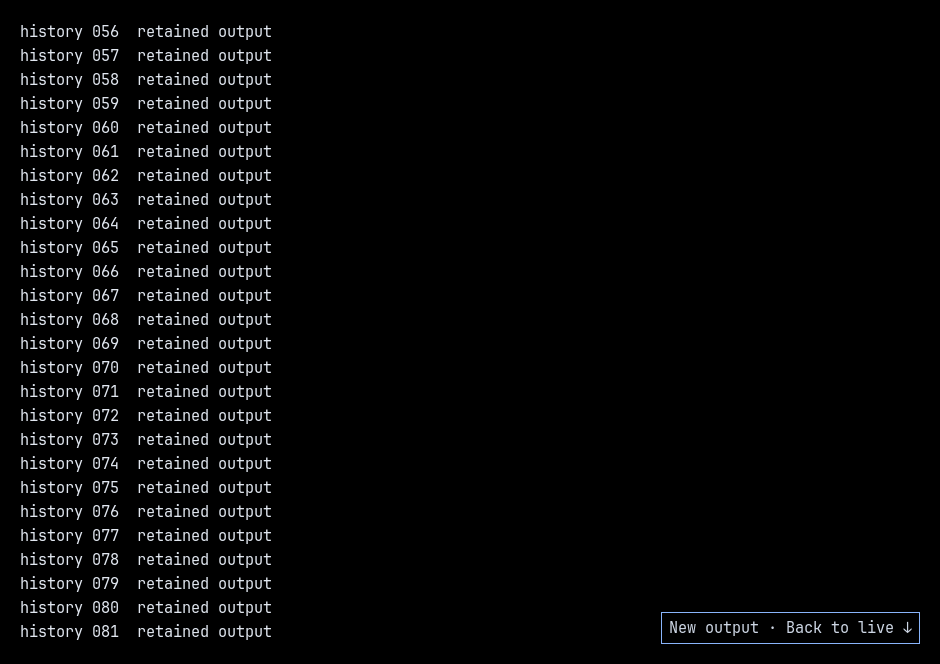 history 056  retained output
history 057  retained output
history 058  retained output
history 059  retained output
history 060  retained output
history 061  retained output
history 062  retained output
history 063  retained output
history 064  retained output
history 065  retained output
history 066  retained output
history 067  retained output
history 068  retained output
history 069  retained output
history 070  retained output
history 071  retained output
history 072  retained output
history 073  retained output
history 074  retained output
history 075  retained output
history 076  retained output
history 077  retained output
history 078  retained output
history 079  retained output
history 080  retained output
history 081  retained output
New output · Back to live ↓